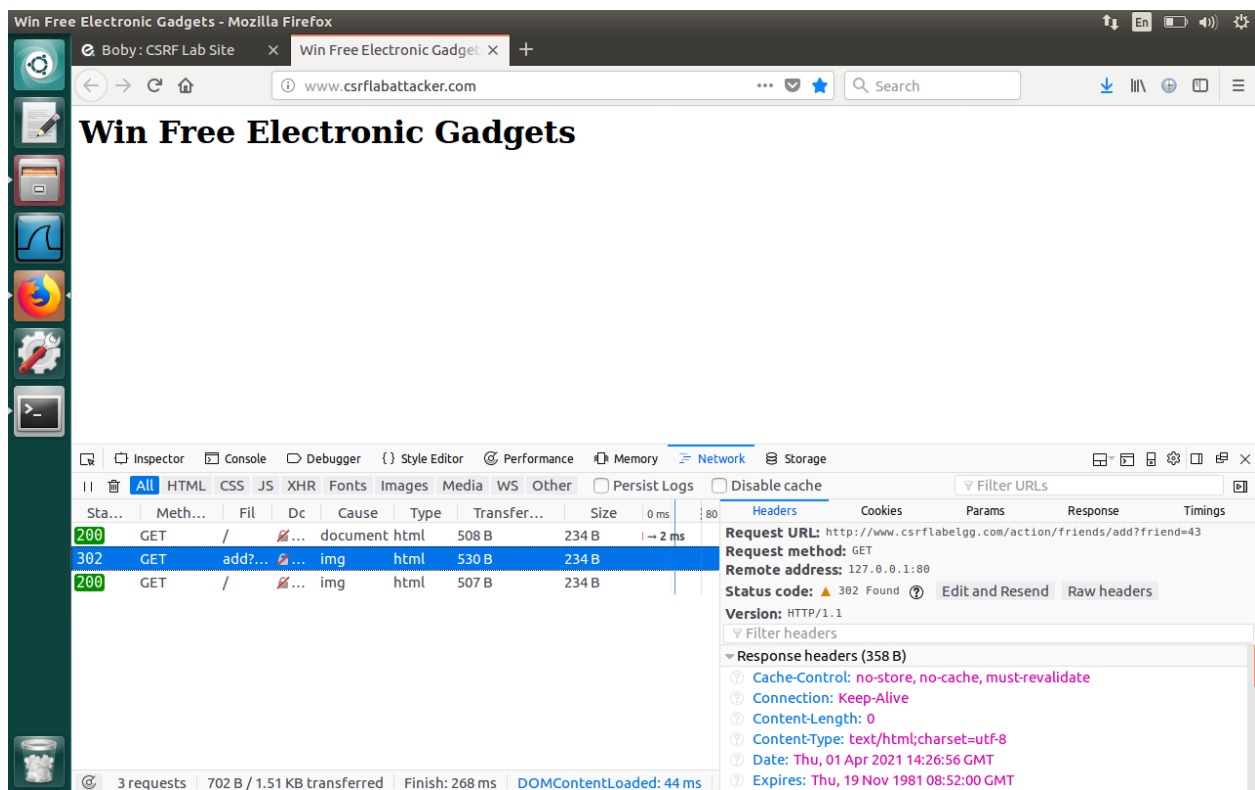 Win Free Electronic Gadgets - Mozilla Firefox En
Boby : CSRF Lab Site × Win Free Electronic Gadget × +
www.csrflabattacker.com ... Search
Win Free Electronic Gadgets
Inspector Console Debugger {} Style Editor Performance Memory Network Storage
All HTML CSS JS XHR Fonts Images Media WS Other Persist Logs Disable cache Filter URLs
Sta... Meth... Fil Dc Cause Type Transfer... Size 0 ms 80 Headers Cookies Params Response Timings
200 GET / ... document html 508 B 234 B → 2 ms
302 GET add?... ... img html 530 B 234 B
200 GET / ... img html 507 B 234 B
Request URL: http://www.csrflabelgg.com/action/friends/add?friend=43
Request method: GET
Remote address: 127.0.0.1:80
Status code: 302 Found ? Edit and Resend Raw headers
Version: HTTP/1.1
Filter headers
Response headers (358 B)
? Cache-Control: no-store, no-cache, must-revalidate
? Connection: Keep-Alive
? Content-Length: 0
? Content-Type: text/html;charset=utf-8
? Date: Thu, 01 Apr 2021 14:26:56 GMT
? Expires: Thu, 19 Nov 1981 08:52:00 GMT
3 requests 702 B / 1.51 KB transferred Finish: 268 ms DOMContentLoaded: 44 ms